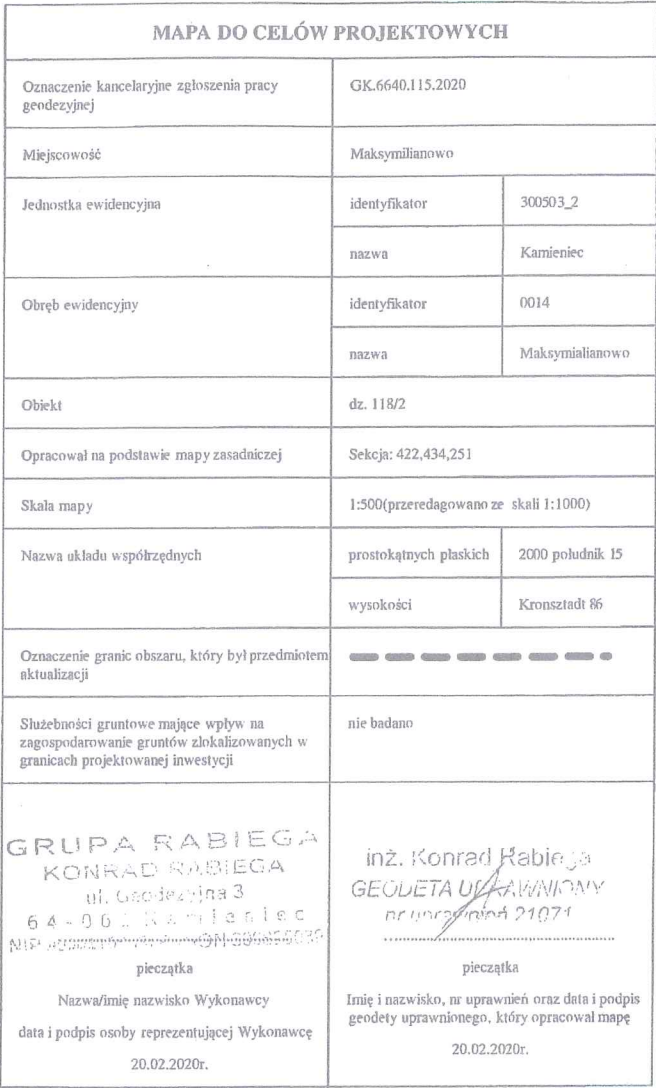 MAPA DO CELÓW PROJEKTOWYCH
Oznaczenie kancelaryjne zgłoszenia pracy
geodezyjnej
GK.6640.115.2020
Miejscowość
Maksymilianowo
Jednostka ewidencyjna
identyfikator
300503_2
nazwa
Kamieniec
Obręb ewidencyjny
identyfikator
0014
nazwa
Maksymialianowo
Obiekt
dz. 118/2
Opracował na podstawie mapy zasadniczej
Sekcja: 422,434,251
Skala mapy
1:500(przeredagowano ze skali 1:1000)
Nazwa układu współrzędnych
prostokątnych płaskich
2000 południk 15
wysokości
Kronsztadt 86
Oznaczenie granic obszaru, który był przedmiotem
aktualizacji
Służebności gruntowe mające wpływ na
zagospodarowanie gruntów zlokalizowanych w
granicach projektowanej inwestycji
nie badano
GRUPA RABIEGA
KONRAD RABIEGA
ul. Geodezyjna 3
Kamieniec
NIP
pieczątka
Nazwa/imię nazwisko Wykonawcy
data i podpis osoby reprezentującej Wykonawcę
20.02.2020r.
inż. Konrad Rabiega
GEODETA UPRAWNIONY
nr uprawnień 21071
pieczątka
Imię i nazwisko, nr uprawnień oraz data i podpis
geodety uprawnionego, który opracował mapę
20.02.2020r.